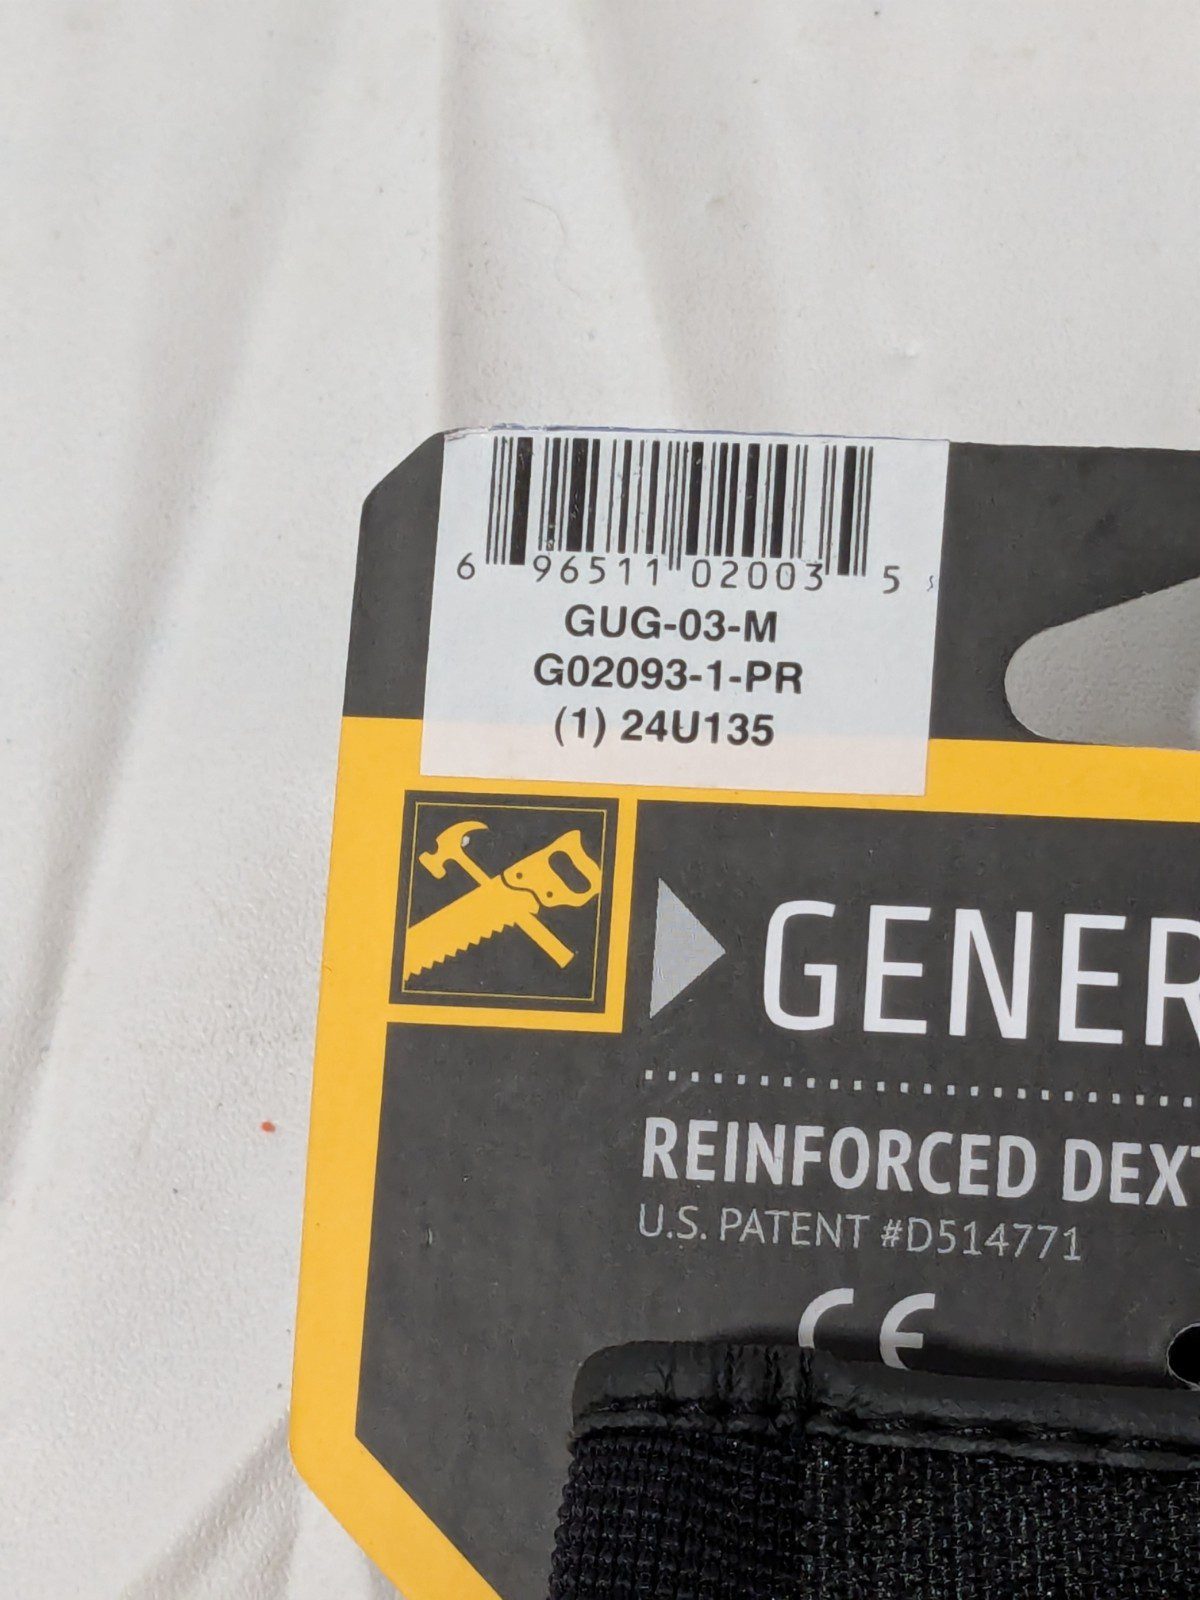 6 96511 02003 5
GUG-03-M
G02093-1-PR
(1) 24U135
GENER
REINFORCED DEXT
U.S. PATENT #D514771
CE